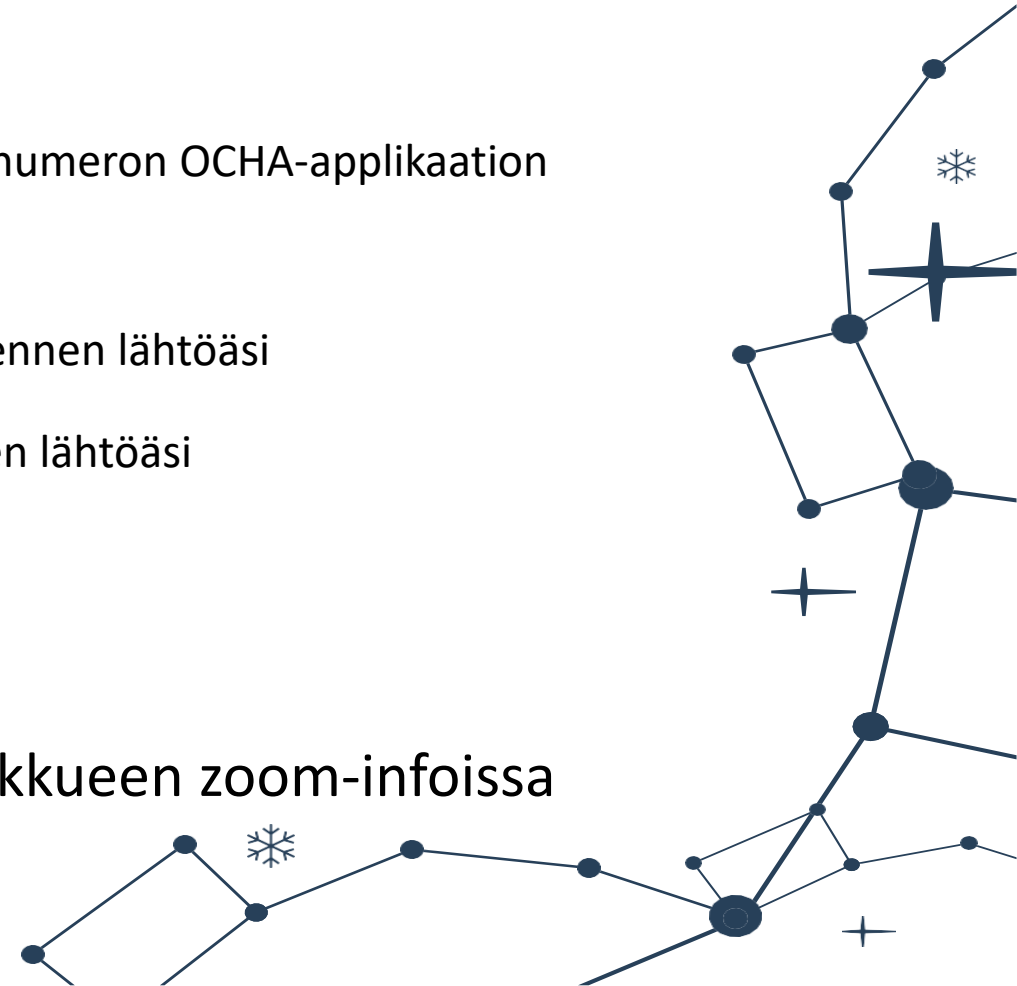 numeron OCHA-applikaation
ennen lähtöäsi
en lähtöäsi
kkueen zoom-infoissa